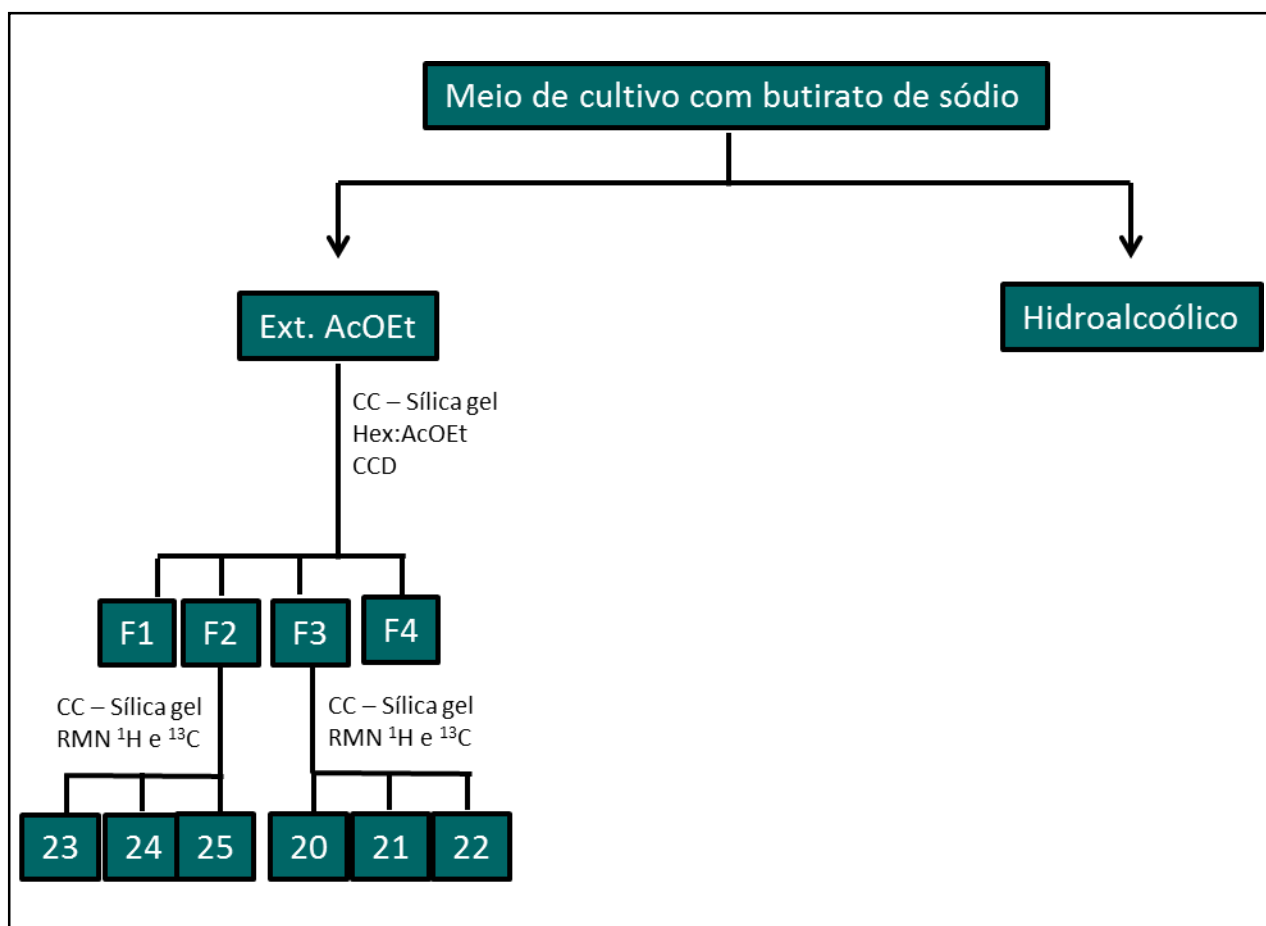 Meio de cultivo com butirato de sódio
Ext. AcOEt
Hidroalcoólico
CC – Sílica gel
Hex:AcOEt
CCD
F1
F2
F3
F4
CC – Sílica gel
RMN ¹H e ¹³C
CC – Sílica gel
RMN ¹H e ¹³C
23
24
25
20
21
22